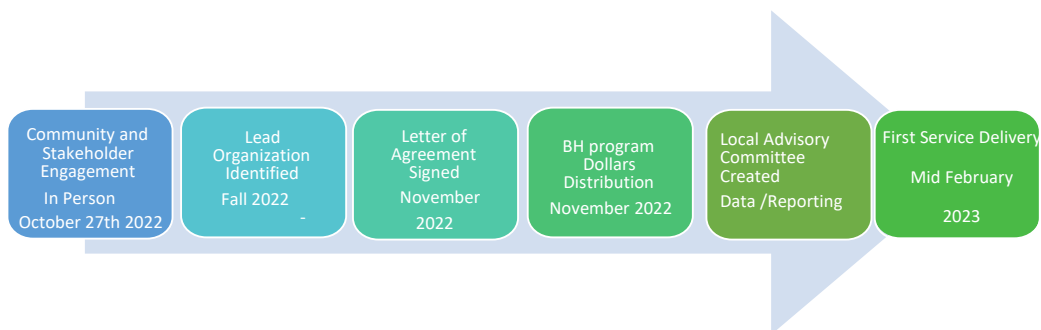 Community and
Stakeholder
Engagement
In Person
October 27th 2022
Lead
Organization
Identified
Fall 2022
-
Letter of
Agreement
Signed
November
2022
BH program
Dollars
Distribution
November 2022
Local Advisory
Committee
Created
Data /Reporting
First Service Delivery
Mid February
2023